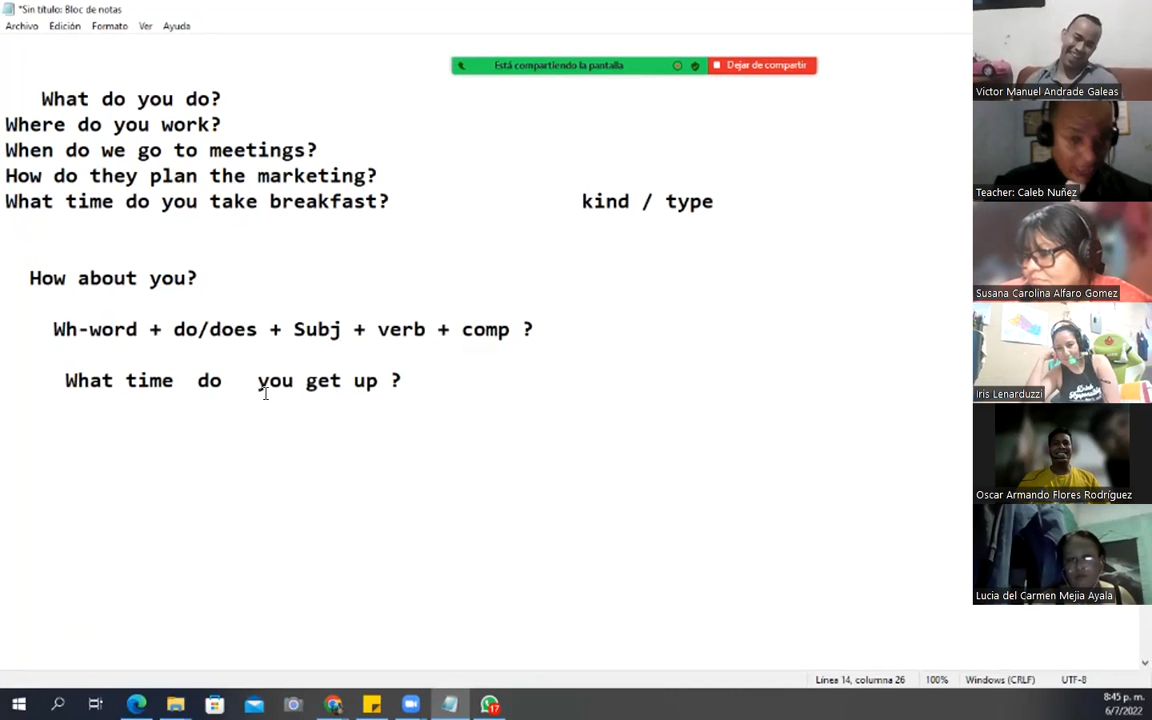 *Sin título: Bloc de notas
Archivo Edición Formato Ver Ayuda
Está compartiendo la pantalla Dejar de compartir
What do you do?
Where do you work?
When do we go to meetings?
How do they plan the marketing?
What time do you take breakfast? kind / type
How about you?
Wh-word + do/does + Subj + verb + comp ?
What time do you get up ?
Victor Manuel Andrade Galeas
Teacher: Caleb Nuñez
Susana Carolina Alfaro Gomez
Iris Lenarduzzi
Oscar Armando Flores Rodríguez
Lucia del Carmen Mejia Ayala
Línea 14, columna 26 100% Windows (CRLF) UTF-8
17
8:45 p. m.
6/7/2022